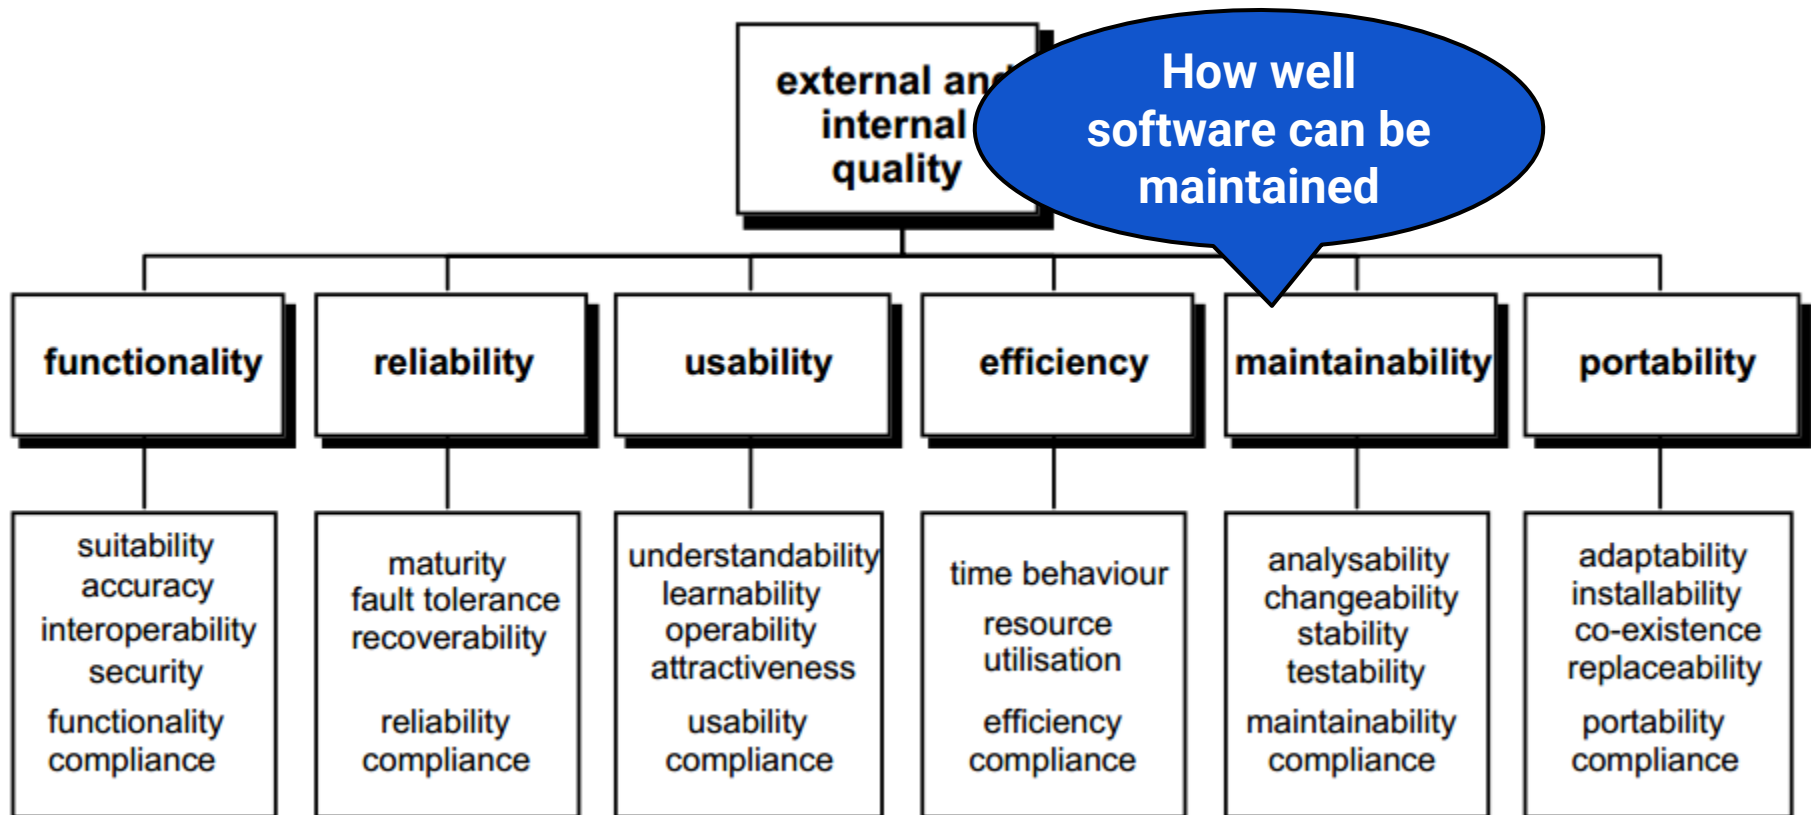 external and
internal
quality
How well
software can be
maintained
functionality
reliability
usability
efficiency
maintainability
portability
suitability
accuracy
interoperability
security
functionality
compliance
maturity
fault tolerance
recoverability
reliability
compliance
understandability
learnability
operability
attractiveness
usability
compliance
time behaviour
resource
utilisation
efficiency
compliance
analysability
changeability
stability
testability
maintainability
compliance
adaptability
installability
co-existence
replaceability
portability
compliance